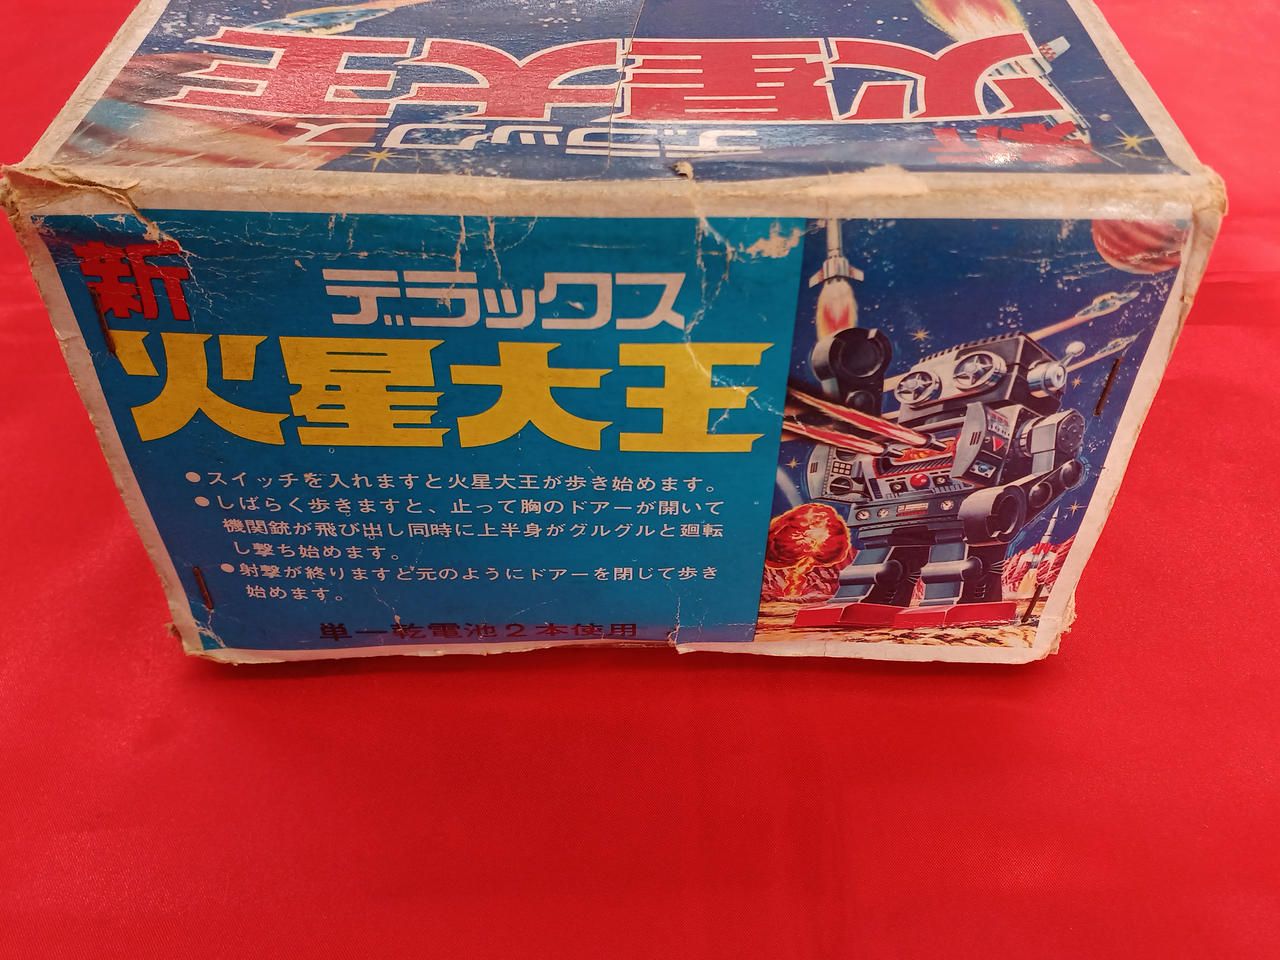 火星大王
デラックス
新
新
デラックス
火星大王
●スイッチを入れますと火星大王が歩き始めます。
●しばらく歩きますと、止って胸のドアーが開いて
機関銃が飛び出し同時に上半身がグルグルと廻転
し撃ち始めます。
●射撃が終りますと元のようにドアーを閉じて歩き
始めます。
単一乾電池2本使用